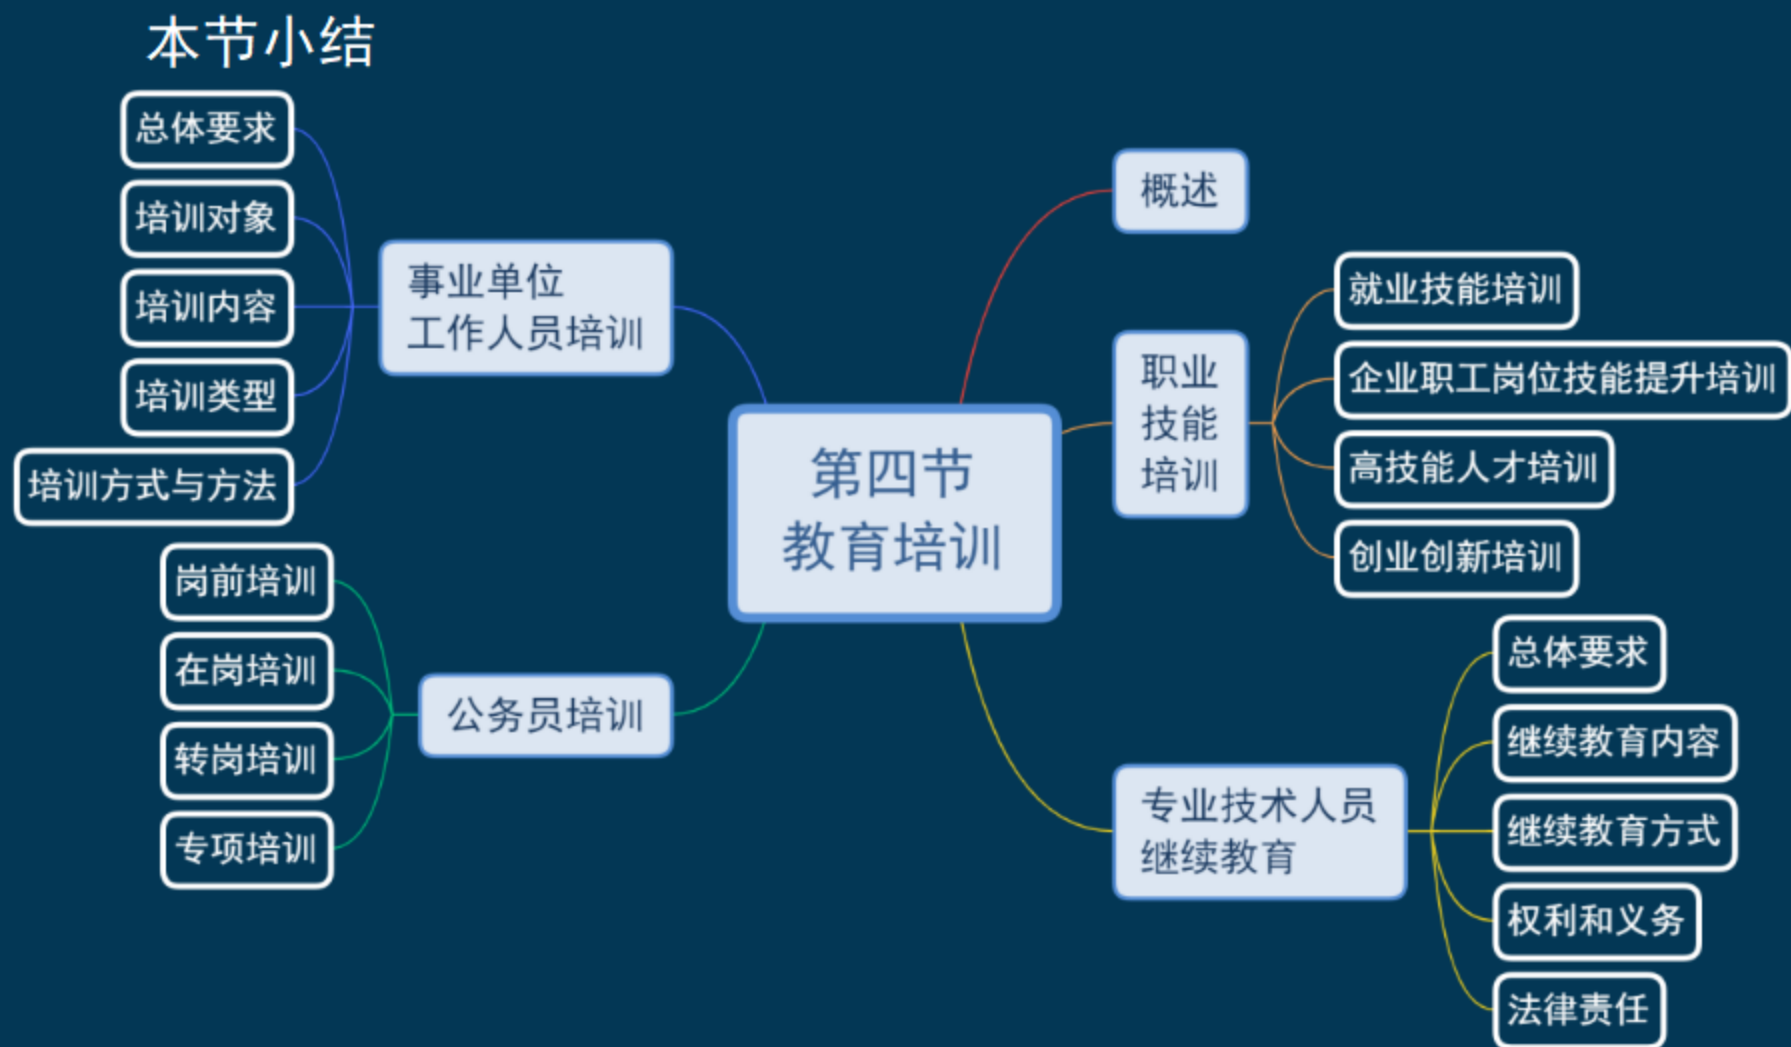 本节小结
总体要求
培训对象
培训内容
培训类型
培训方式与方法
事业单位
工作人员培训
岗前培训
在岗培训
转岗培训
专项培训
公务员培训
第四节
教育培训
概述
职业
技能
培训
就业技能培训
企业职工岗位技能提升培训
高技能人才培训
创业创新培训
专业技术人员
继续教育
总体要求
继续教育内容
继续教育方式
权利和义务
法律责任